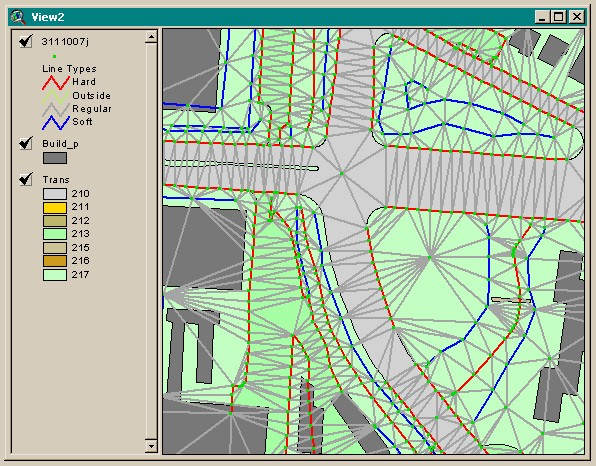 View2
3111007j
Line Types
Hard
Outside
Regular
Soft
Build_p
Trans
210
211
212
213
215
216
217